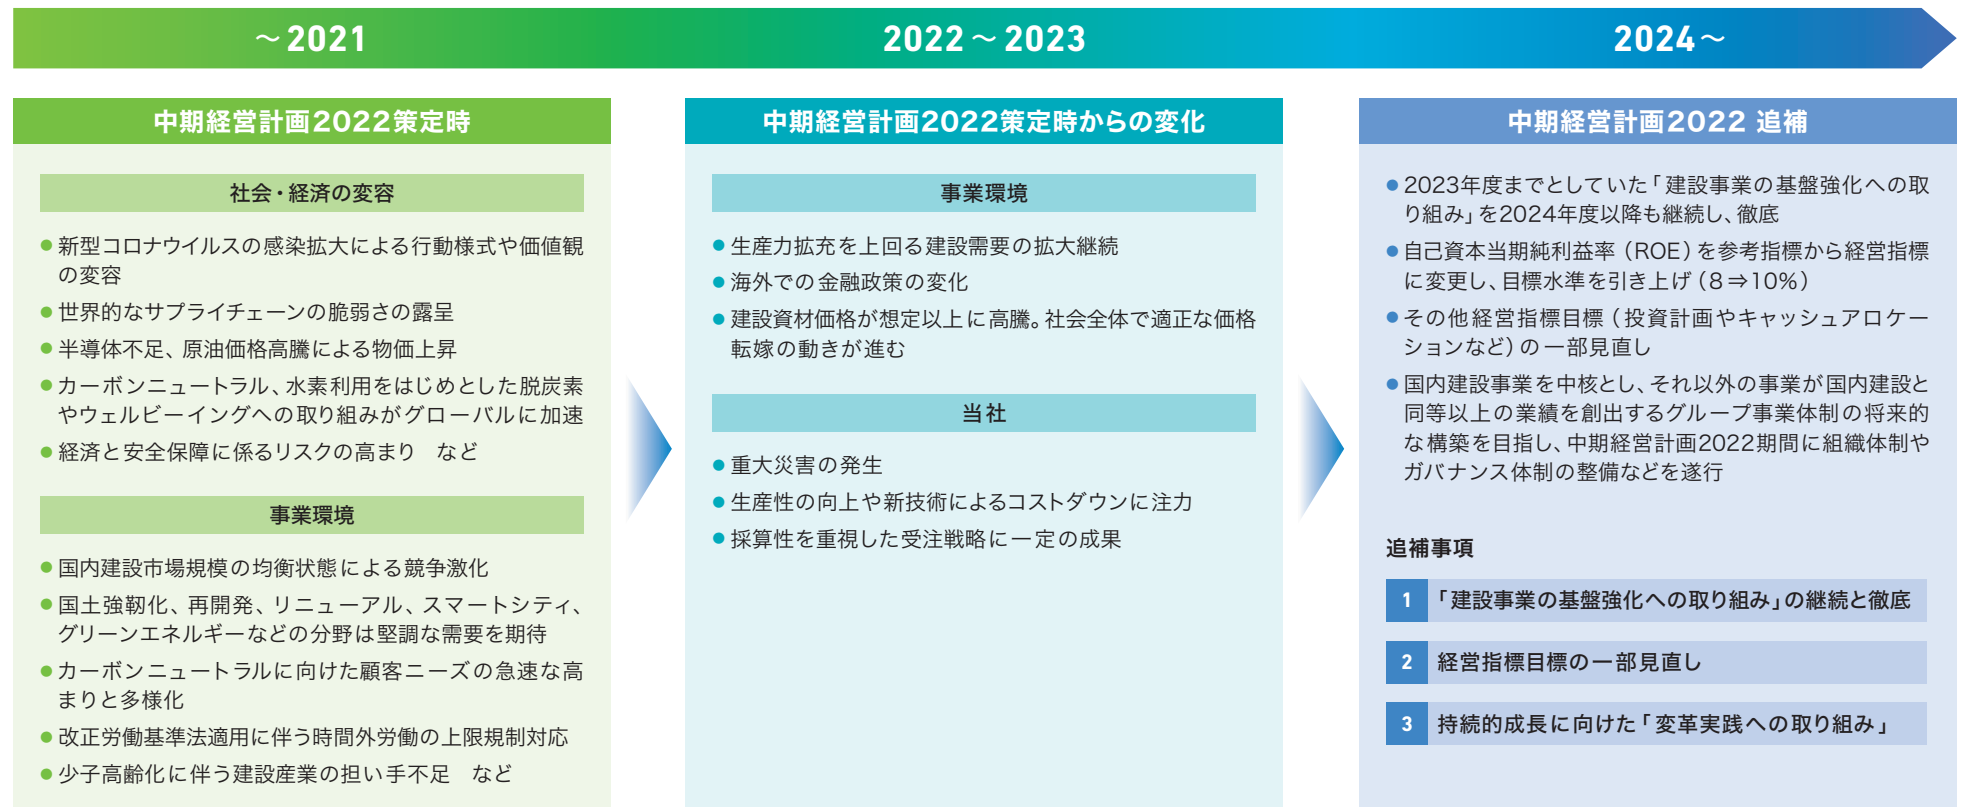 ～2021
2022～2023
2024～
中期経営計画2022策定時
社会・経済の変容
●新型コロナウイルスの感染拡大による行動様式や価値観
の変容
●世界的なサプライチェーンの脆弱さの露呈
●半導体不足、原油価格高騰による物価上昇
●カーボンニュートラル、水素利用をはじめとした脱炭素
やウェルビーイングへの取り組みがグローバルに加速
●経済と安全保障に係るリスクの高まり　など
事業環境
●国内建設市場規模の均衡状態による競争激化
●国土強靭化、再開発、リニューアル、スマートシティ、
グリーンエネルギーなどの分野は堅調な需要を期待
●カーボンニュートラルに向けた顧客ニーズの急速な高
まりと多様化
●改正労働基準法適用に伴う時間外労働の上限規制対応
●少子高齢化に伴う建設産業の担い手不足　など
中期経営計画2022策定時からの変化
事業環境
●生産力拡充を上回る建設需要の拡大継続
●海外での金融政策の変化
●建設資材価格が想定以上に高騰。社会全体で適正な価格
転嫁の動きが進む
当社
●重大災害の発生
●生産性の向上や新技術によるコストダウンに注力
●採算性を重視した受注戦略に一定の成果
中期経営計画2022 追補
●2023年度までとしていた「建設事業の基盤強化への取
り組み」を2024年度以降も継続し、徹底
●自己資本当期純利益率（ROE）を参考指標から経営指標
に変更し、目標水準を引き上げ（8⇒10%）
●その他経営指標目標（投資計画やキャッシュアロケー
ションなど）の一部見直し
●国内建設事業を中核とし、それ以外の事業が国内建設と
同等以上の業績を創出するグループ事業体制の将来的
な構築を目指し、中期経営計画2022期間に組織体制や
ガバナンス体制の整備などを遂行
追補事項
1 「建設事業の基盤強化への取り組み」の継続と徹底
2 経営指標目標の一部見直し
3 持続的成長に向けた「変革実践への取り組み」